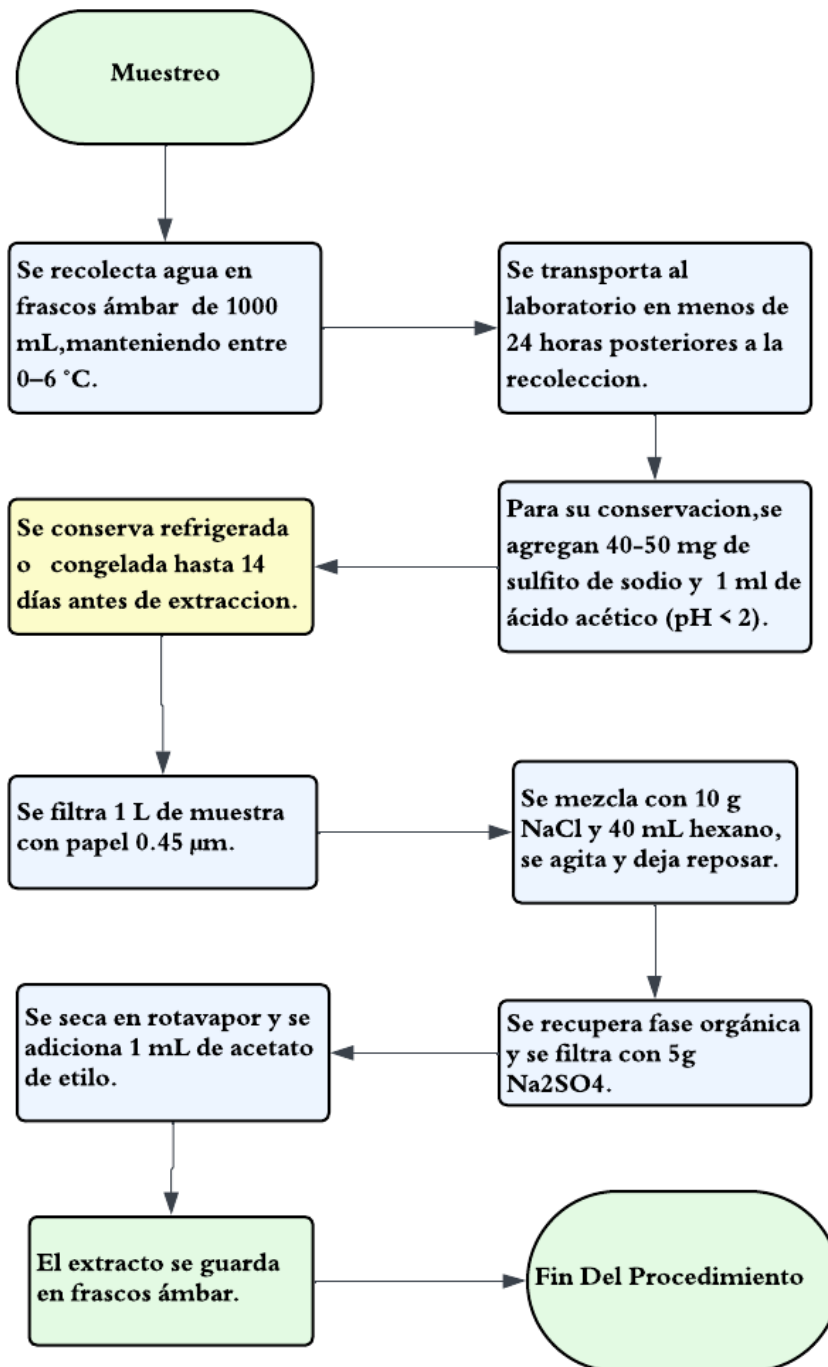 Muestreo
Se recolecta agua en
frascos ámbar de 1000
mL,manteniendo entre
0–6 °C.
Se transporta al
laboratorio en menos de
24 horas posteriores a la
recoleccion.
Para su conservacion,se
agregan 40-50 mg de
sulfito de sodio y 1 ml de
ácido acético (pH < 2).
Se conserva refrigerada
o congelada hasta 14
días antes de extraccion.
Se filtra 1 L de muestra
con papel 0.45 µm.
Se mezcla con 10 g
NaCl y 40 mL hexano,
se agita y deja reposar.
Se recupera fase orgánica
y se filtra con 5g
Na2SO4.
Se seca en rotavapor y se
adiciona 1 mL de acetato
de etilo.
El extracto se guarda
en frascos ámbar.
Fin Del Procedimiento